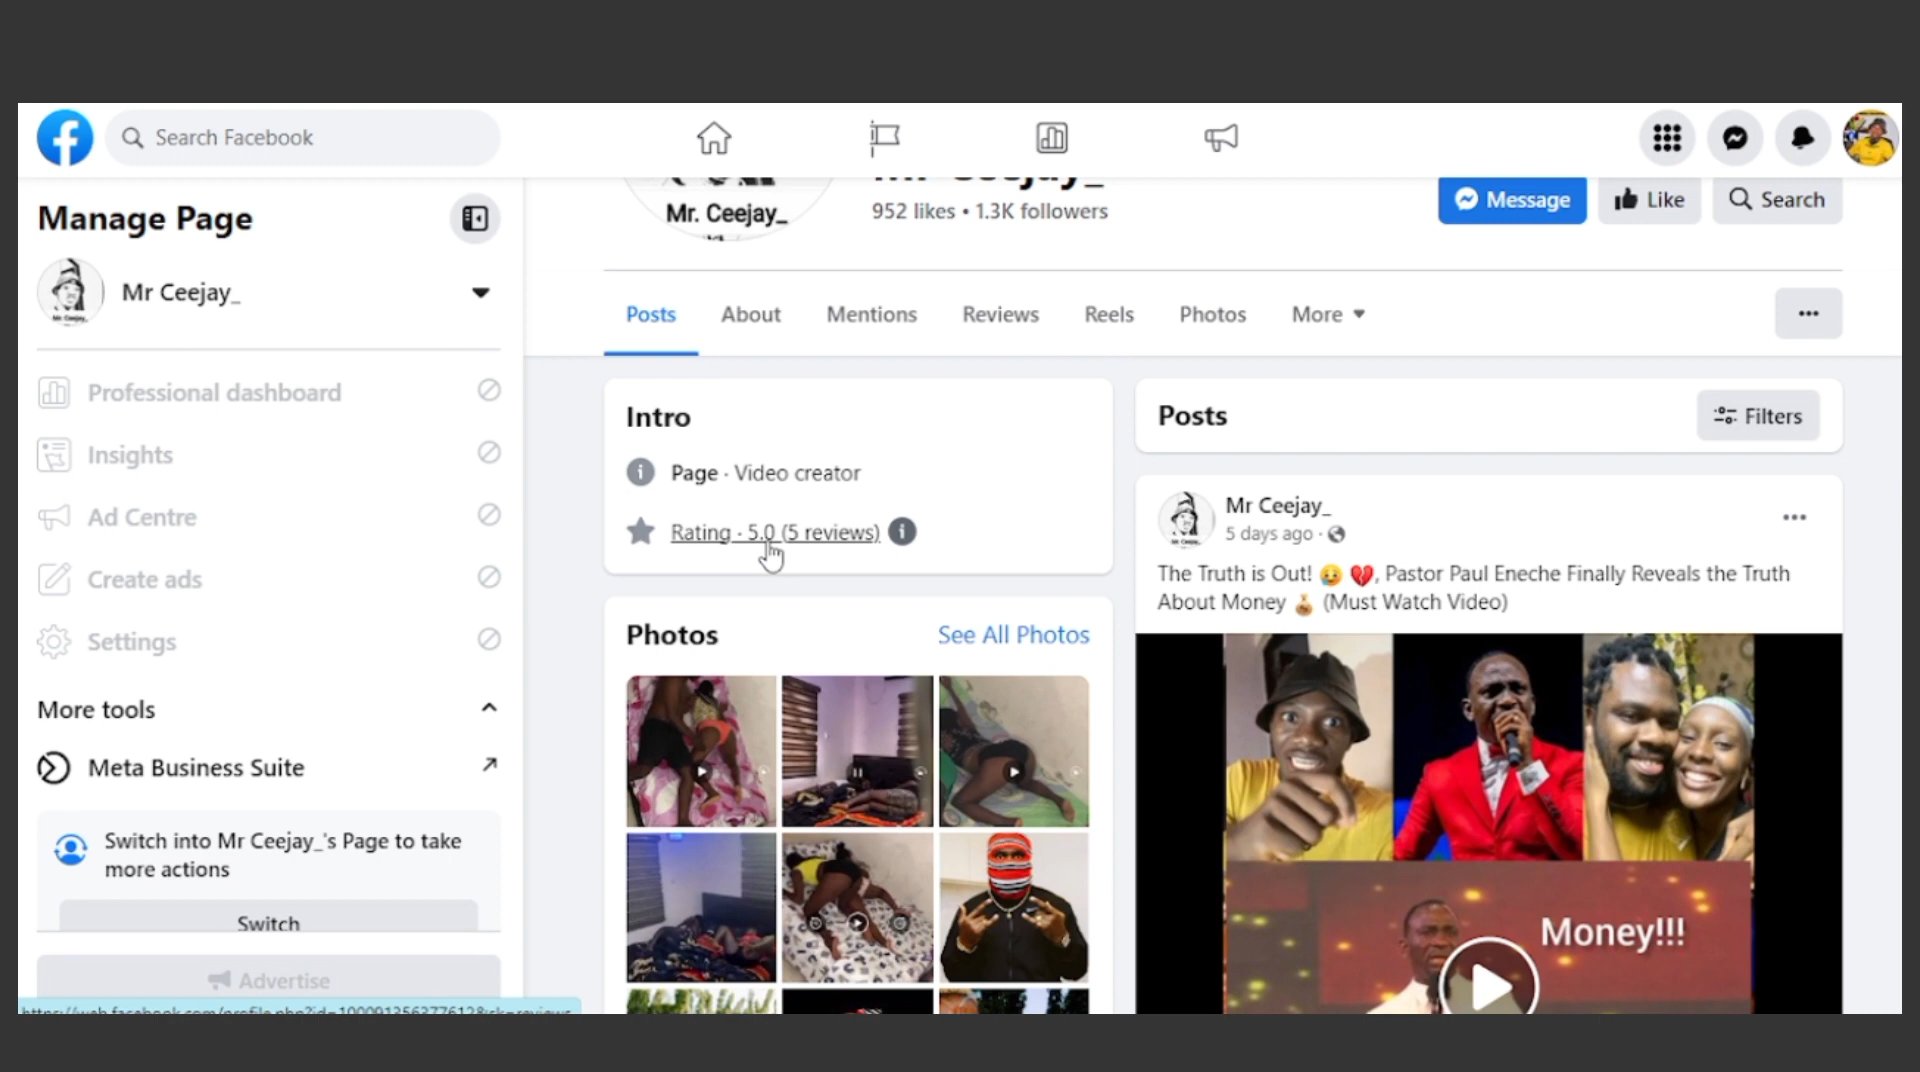 Search Facebook
Mr Ceejay_
952 likes • 1.3K followers
Mr. Ceejay_
Message
Like
Search
Manage Page
Mr Ceejay_
Professional dashboard
Insights
Ad Centre
Create ads
Settings
More tools
Meta Business Suite
Switch into Mr Ceejay_'s Page to take
more actions
Switch
Advertise
Posts
About
Mentions
Reviews
Reels
Photos
More
Intro
Page · Video creator
Rating · 5.0 (5 reviews)
Photos
See All Photos
Posts
Filters
Mr Ceejay_
5 days ago ·
The Truth is Out! 😥 💔, Pastor Paul Eneche Finally Reveals the Truth
About Money 💰 (Must Watch Video)
Money!!!